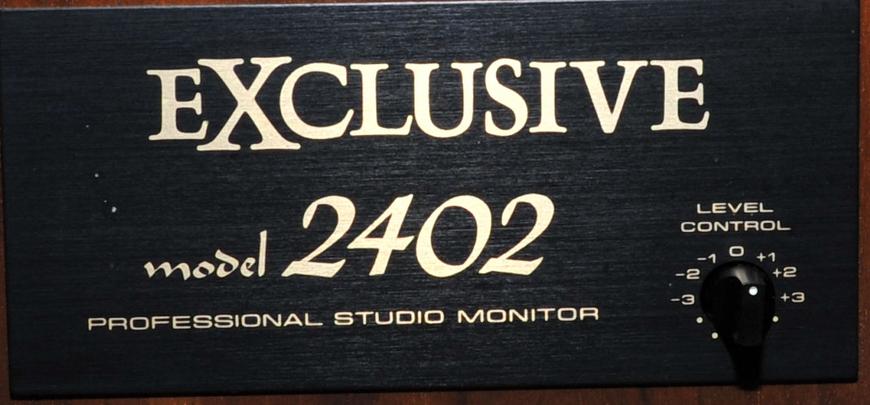 EXCLUSIVE
model 2402
PROFESSIONAL STUDIO MONITOR
LEVEL
CONTROL
-3 -2 -1 0 +1 +2 +3